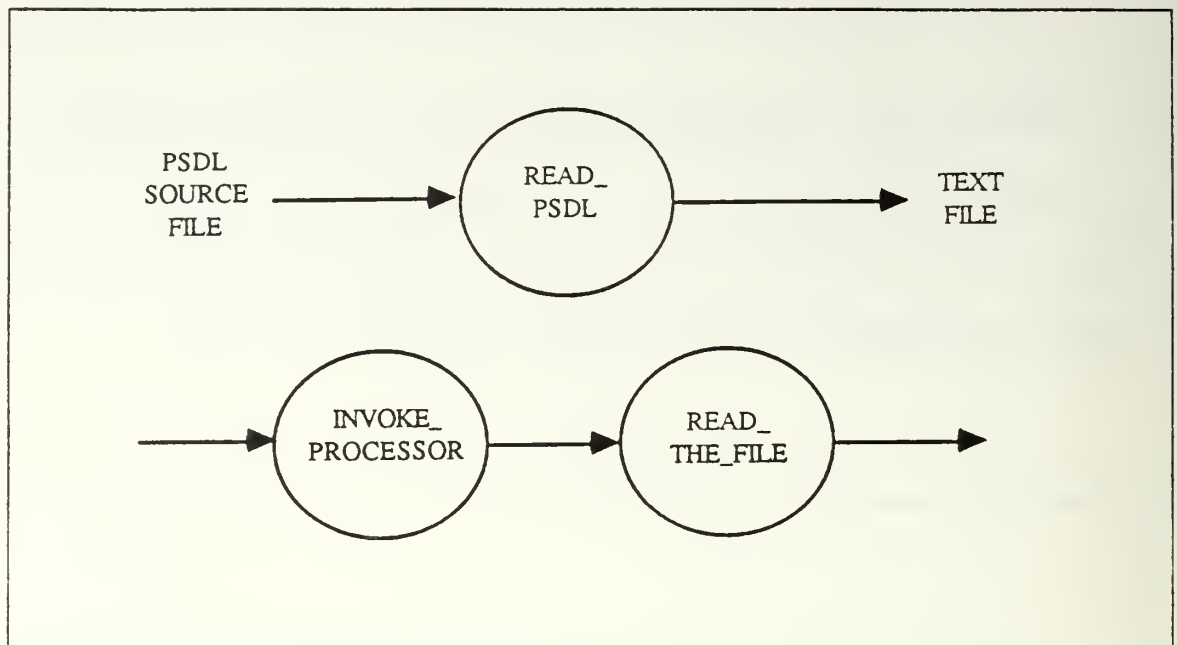 PSDL
SOURCE
FILE
READ_
PSDL
TEXT
FILE
INVOKE_
PROCESSOR
READ_
THE_FILE